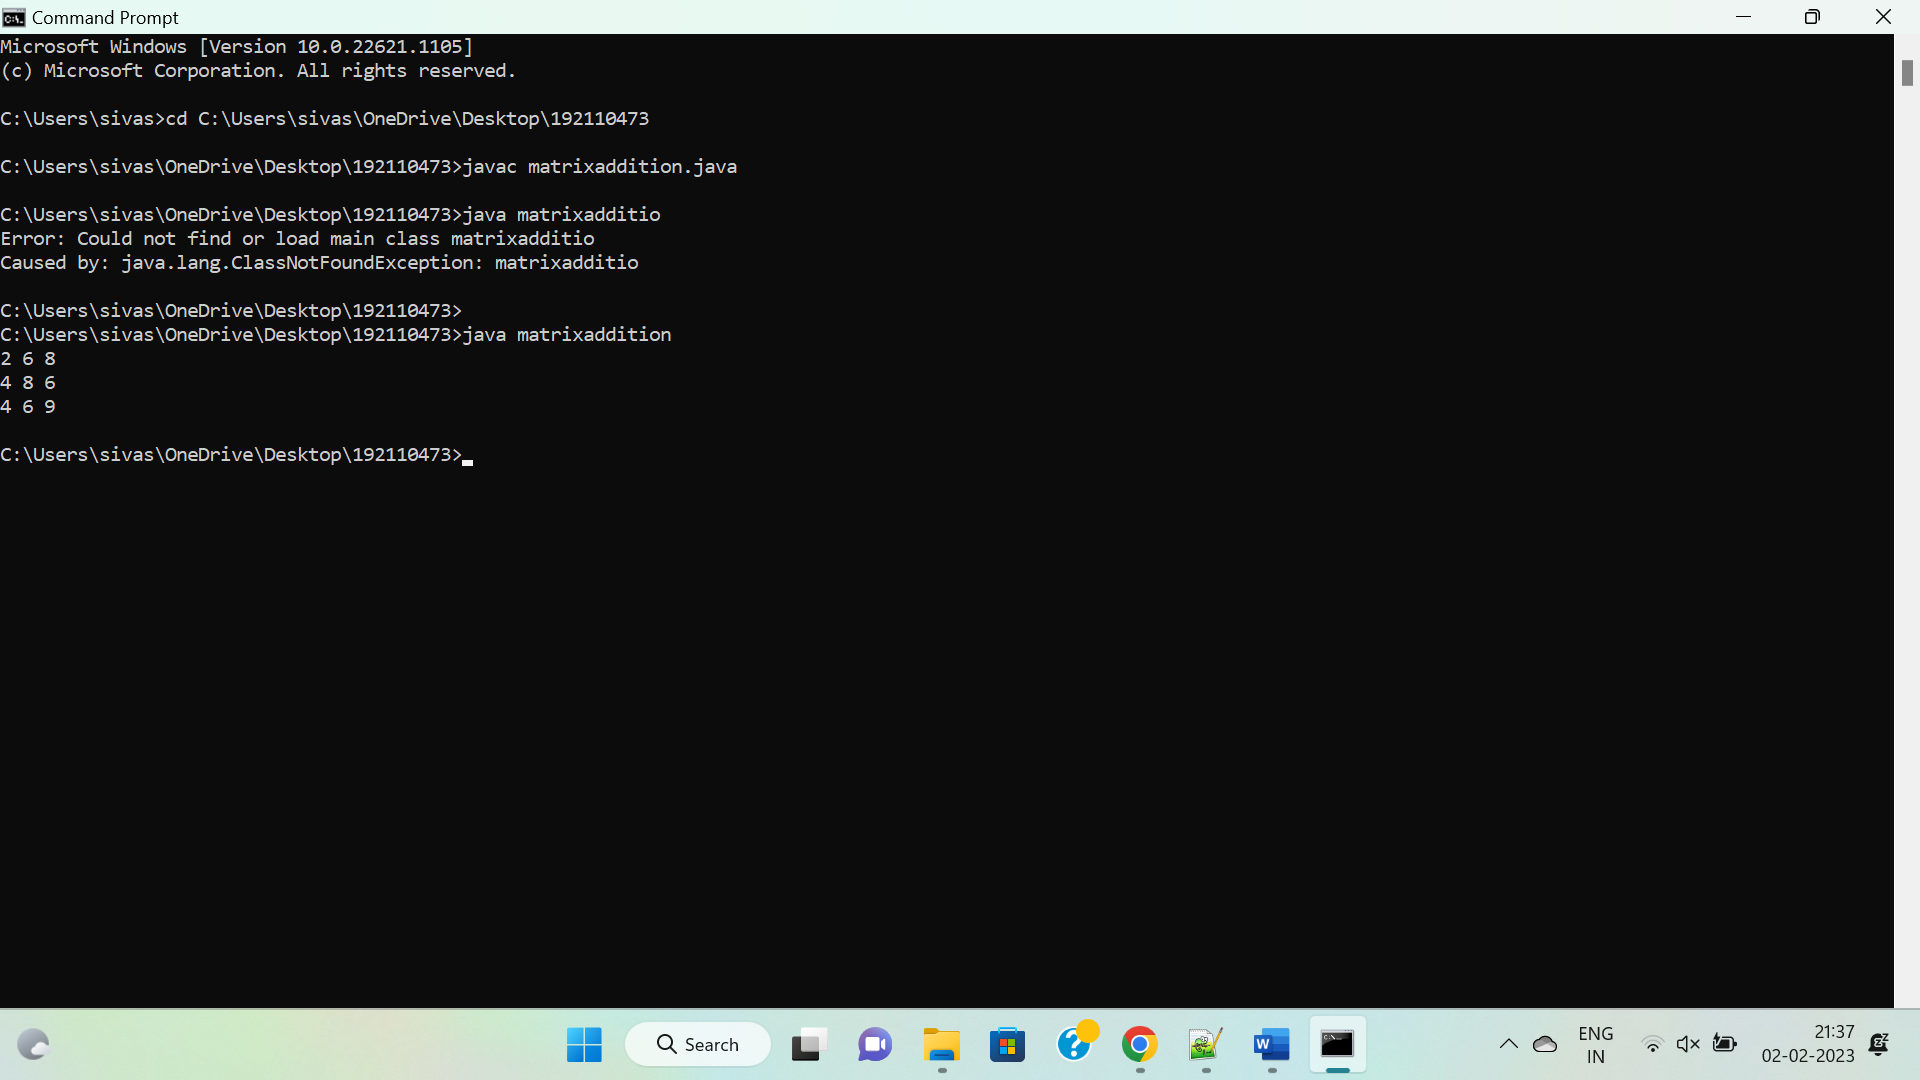 Command Prompt
Microsoft Windows [Version 10.0.22621.1105]
(c) Microsoft Corporation. All rights reserved.
C:\Users\sivas>cd C:\Users\sivas\OneDrive\Desktop\192110473
C:\Users\sivas\OneDrive\Desktop\192110473>javac matrixaddition.java
C:\Users\sivas\OneDrive\Desktop\192110473>java matrixadditio
Error: Could not find or load main class matrixadditio
Caused by: java.lang.ClassNotFoundException: matrixadditio
C:\Users\sivas\OneDrive\Desktop\192110473>
C:\Users\sivas\OneDrive\Desktop\192110473>java matrixaddition
2 6 8
4 8 6
4 6 9
C:\Users\sivas\OneDrive\Desktop\192110473>
Search
ENG
IN
21:37
02-02-2023